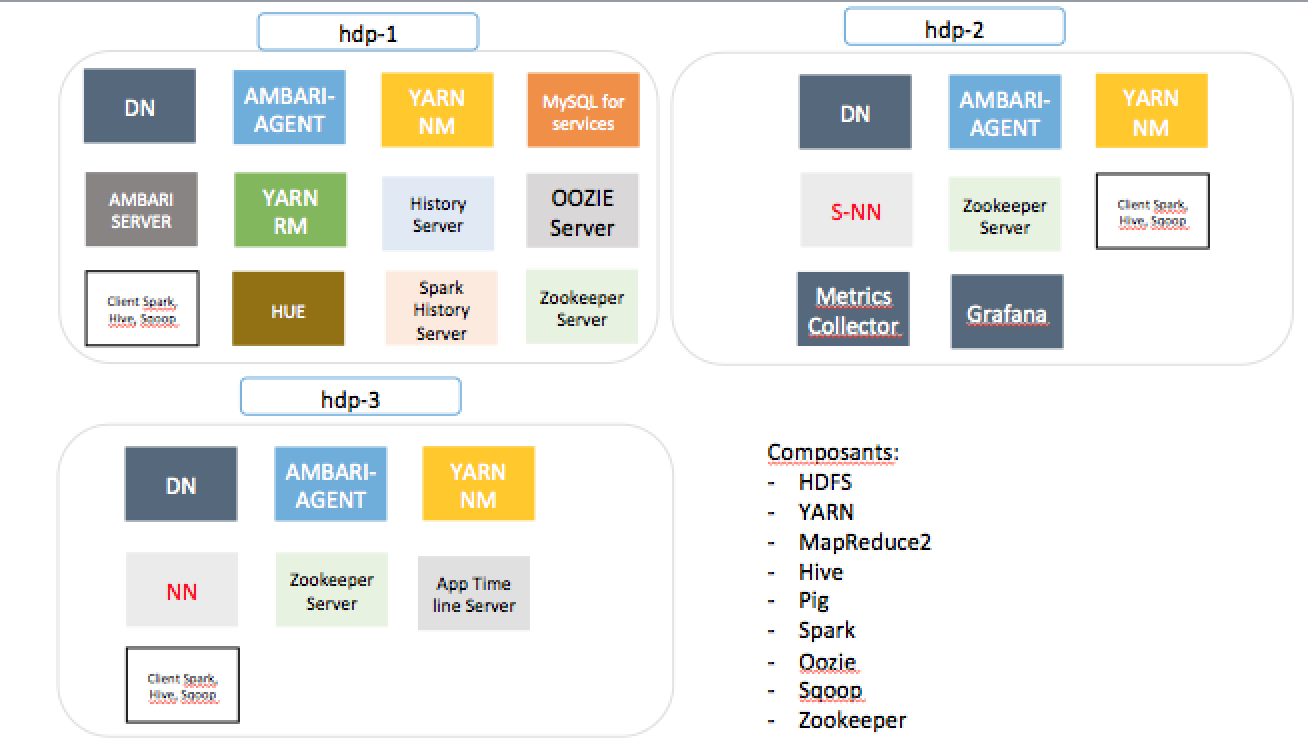 hdp-1
DN
AMBARI-
AGENT
YARN
NM
MySQL for
services
AMBARI
SERVER
YARN
RM
History
Server
OOZIE
Server
Client Spark,
Hive, Sqoop
HUE
Spark
History
Server
Zookeeper
Server
hdp-2
DN
AMBARI-
AGENT
YARN
NM
S-NN
Zookeeper
Server
Client Spark,
Hive, Sqoop
Metrics
Collector
Grafana
hdp-3
DN
AMBARI-
AGENT
YARN
NM
NN
Zookeeper
Server
App Time
line Server
Client Spark,
Hive, Sqoop
Composants:
- HDFS
- YARN
- MapReduce2
- Hive
- Pig
- Spark
- Oozie
- Sqoop
- Zookeeper